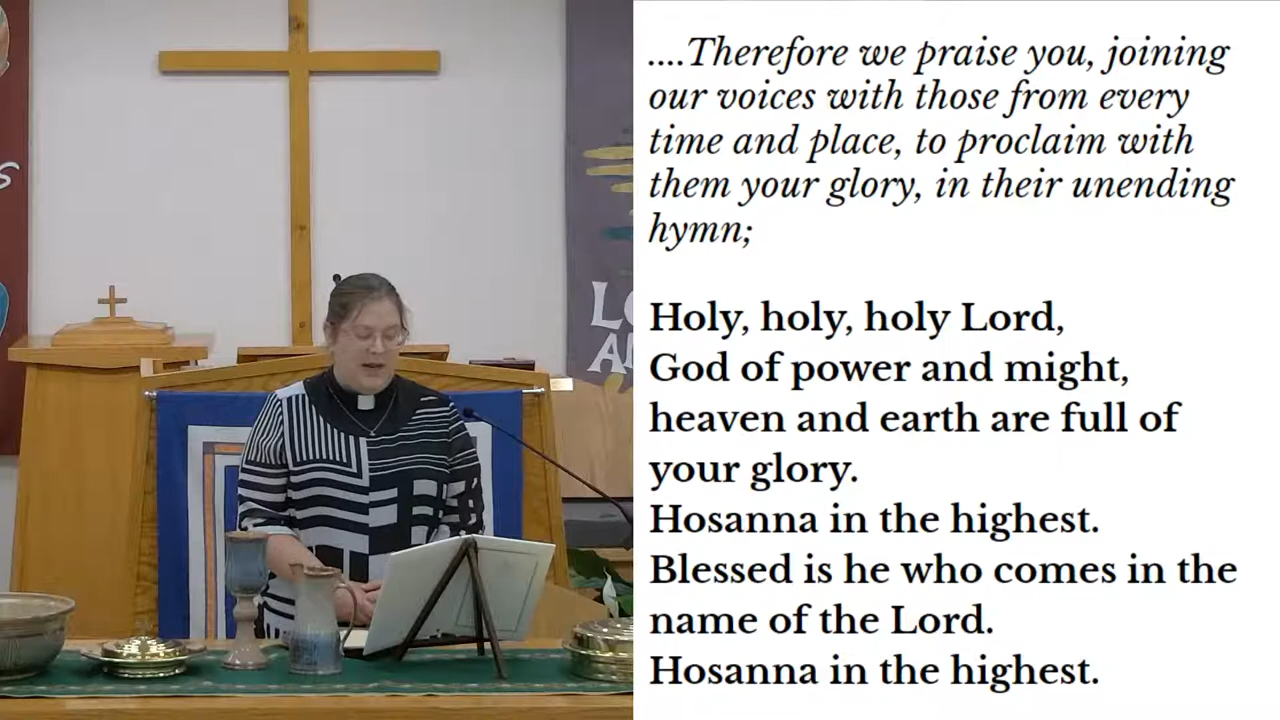 ....Therefore we praise you, joining
our voices with those from every
time and place, to proclaim with
them your glory, in their unending
hymn;
Holy, holy, holy Lord,
God of power and might,
heaven and earth are full of
your glory.
Hosanna in the highest.
Blessed is he who comes in the
name of the Lord.
Hosanna in the highest.